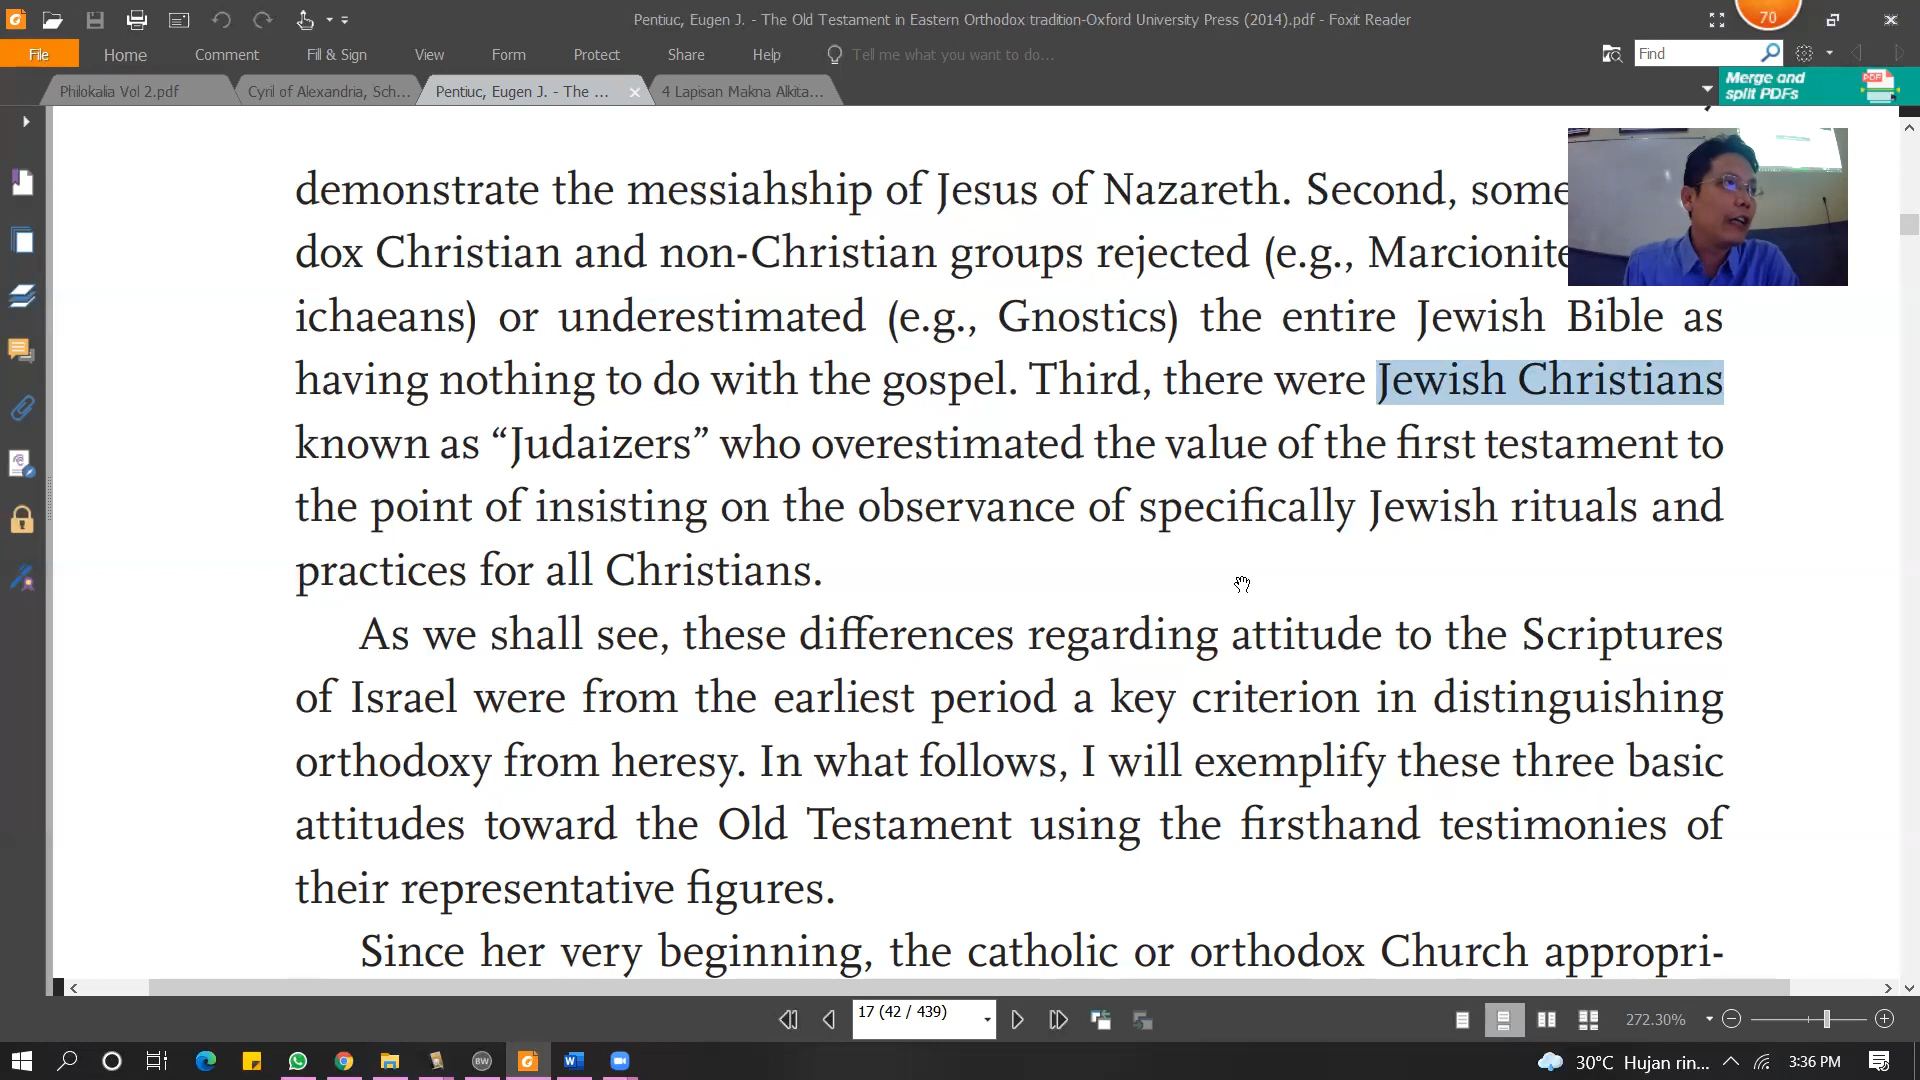 Pentiuc, Eugen J. - The Old Testament in Eastern Orthodox tradition-Oxford University Press (2014).pdf - Foxit Reader
70
File Home Comment Fill & Sign View Form Protect Share Help Tell me what you want to do...
Find
Philokalia Vol 2.pdf
Cyril of Alexandria, Sch...
Pentiuc, Eugen J. - The ...
4 Lapisan Makna Alkita...
Merge and
split PDFs
PDF
demonstrate the messiahship of Jesus of Nazareth. Second, some
dox Christian and non-Christian groups rejected (e.g., Marcionite
ichaeans) or underestimated (e.g., Gnostics) the entire Jewish Bible as
having nothing to do with the gospel. Third, there were Jewish Christians
known as “Judaizers” who overestimated the value of the first testament to
the point of insisting on the observance of specifically Jewish rituals and
practices for all Christians.
As we shall see, these differences regarding attitude to the Scriptures
of Israel were from the earliest period a key criterion in distinguishing
orthodoxy from heresy. In what follows, I will exemplify these three basic
attitudes toward the Old Testament using the firsthand testimonies of
their representative figures.
Since her very beginning, the catholic or orthodox Church appropri-
17 (42 / 439)
272.30%
BW
30°C Hujan rin...
3:36 PM